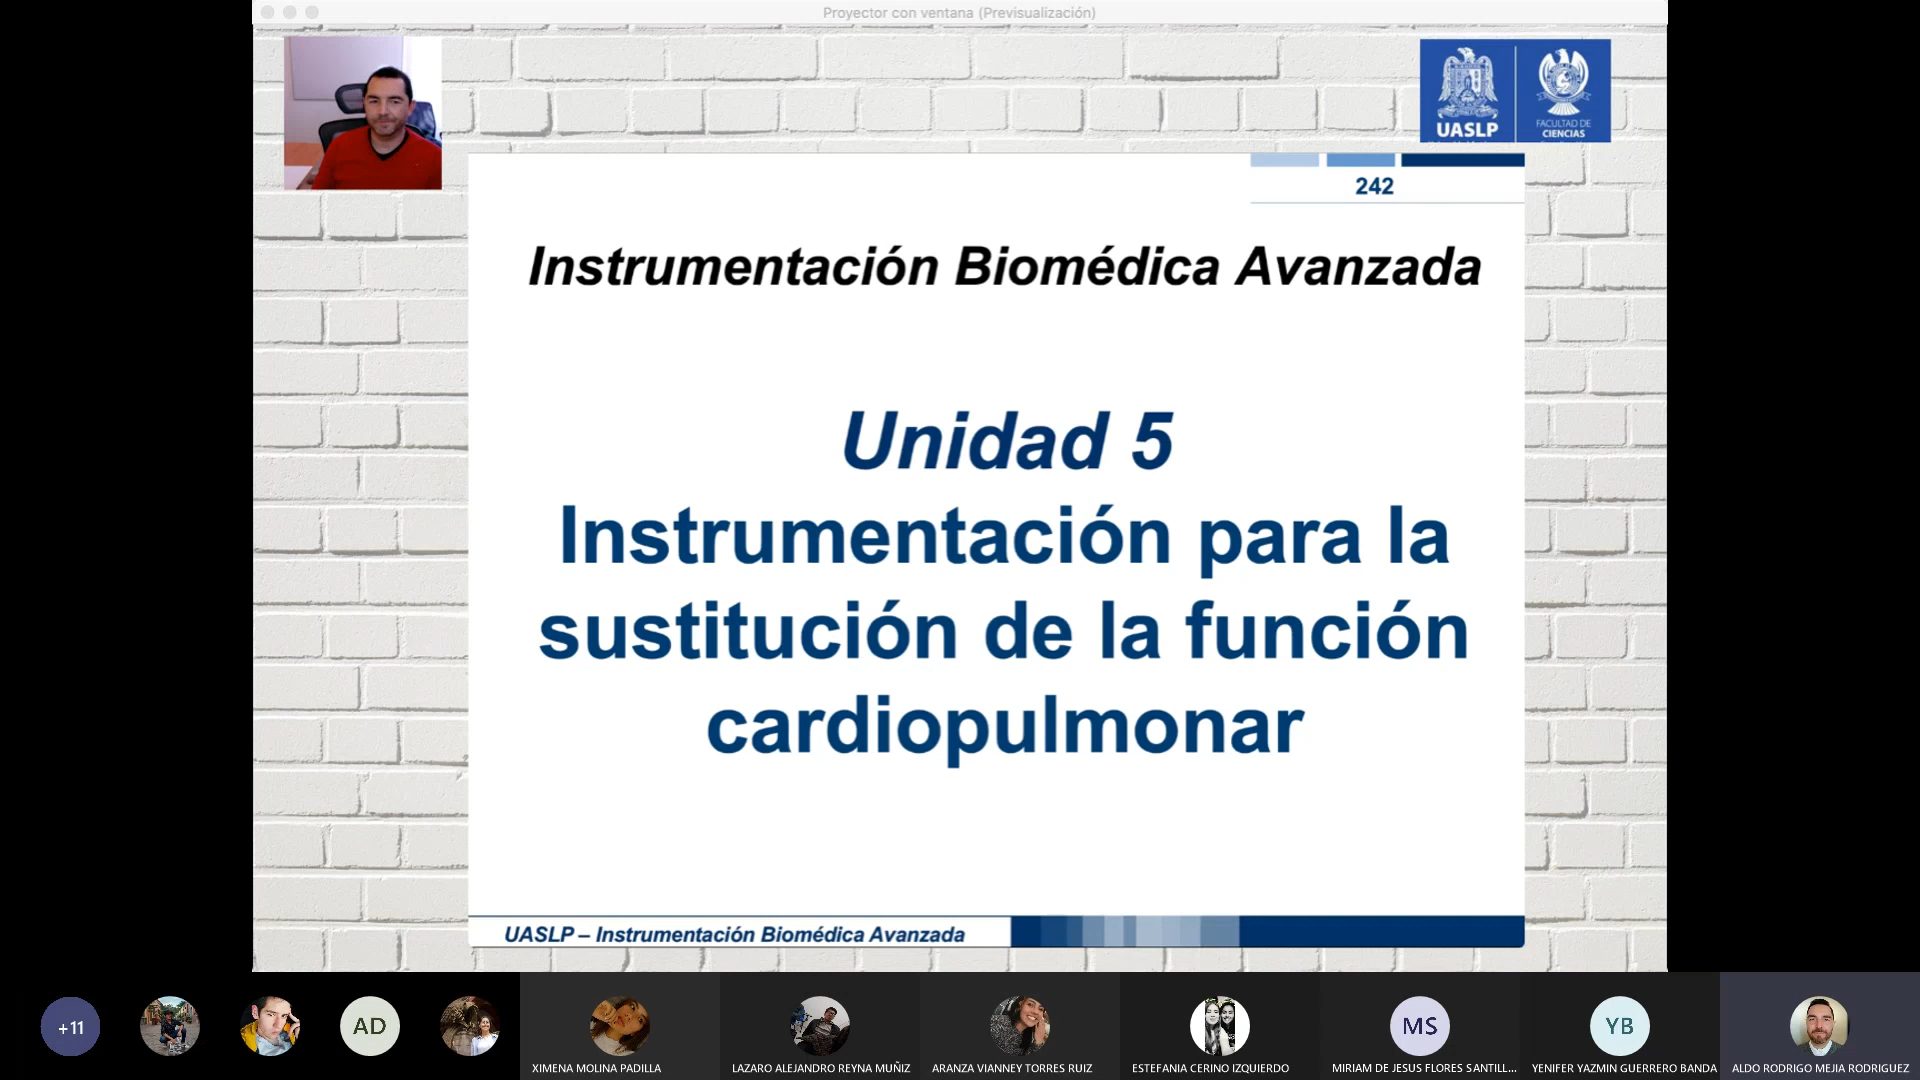 Proyector con ventana (Previsualización)
UASLP
FACULTAD DE
CIENCIAS
242
Instrumentación Biomédica Avanzada
Unidad 5
Instrumentación para la
sustitución de la función
cardiopulmonar
UASLP – Instrumentación Biomédica Avanzada
+11
AD
MS
YB
XIMENA MOLINA PADILLA
LAZARO ALEJANDRO REYNA MUÑIZ
ARANZA VIANNEY TORRES RUIZ
ESTEFANIA CERINO IZQUIERDO
MIRIAM DE JESUS FLORES SANTILL...
YENIFER YAZMIN GUERRERO BANDA
ALDO RODRIGO MEJIA RODRIGUEZ